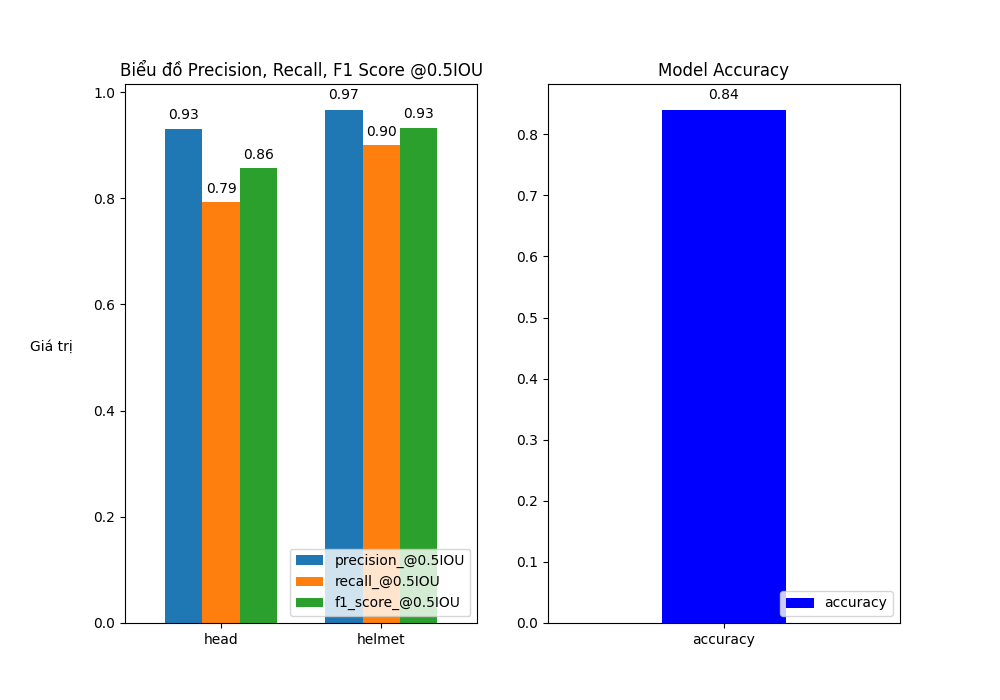 Biểu đồ Precision, Recall, F1 Score @0.5IOU
Giá trị
1.0
0.8
0.6
0.4
0.2
0.0
0.93
0.79
0.86
0.97
0.90
0.93
precision_@0.5IOU
recall_@0.5IOU
f1_score_@0.5IOU
head
helmet
Model Accuracy
0.84
0.8
0.7
0.6
0.5
0.4
0.3
0.2
0.1
0.0
accuracy
accuracy